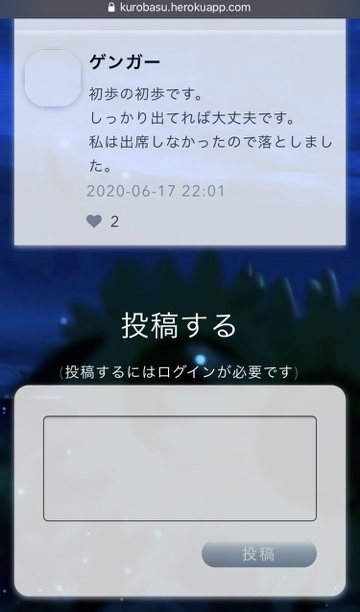 kurobasu.herokuapp.com
ゲンガー
初歩の初歩です。
しっかり出てれば大丈夫です。
私は出席しなかったので落としまし
た。
2020-06-17 22:01
2
投稿する
(投稿するにはログインが必要です)
投稿